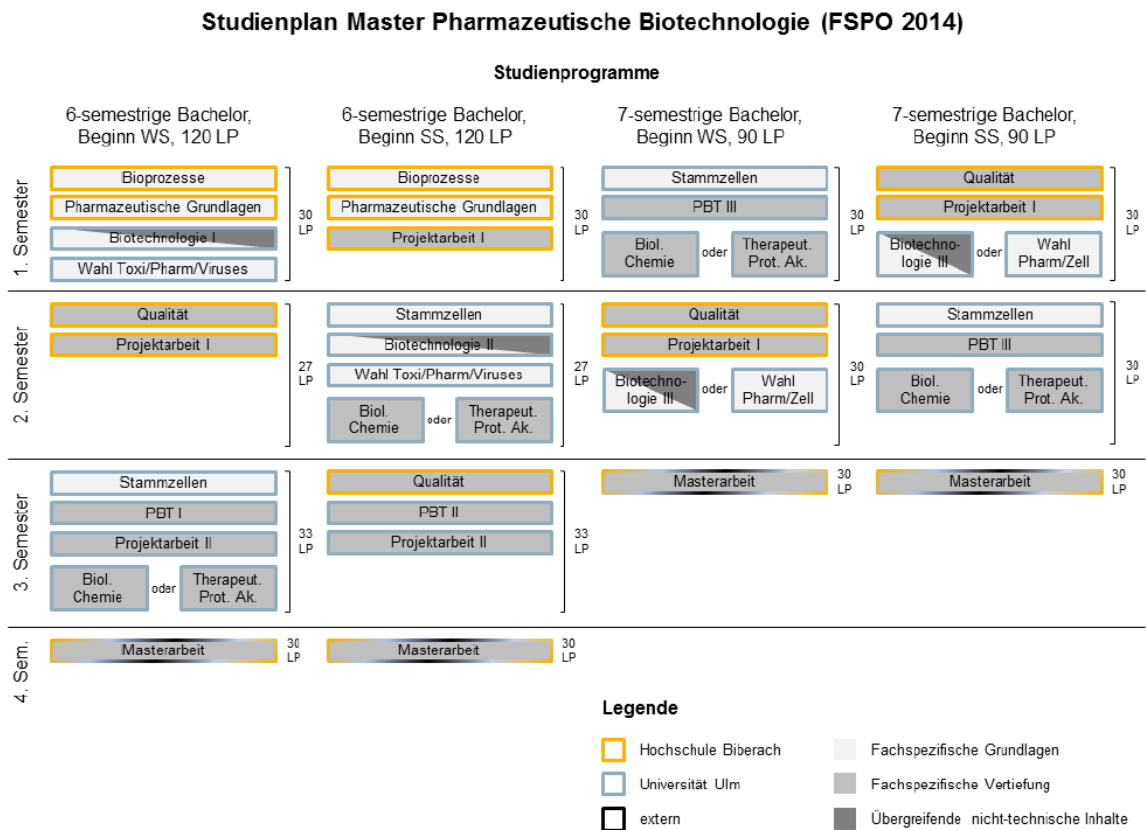 Studienplan Master Pharmazeutische Biotechnologie (FSPO 2014)
Studienprogramme
6-semestrige Bachelor,
Beginn WS, 120 LP
6-semestrige Bachelor,
Beginn SS, 120 LP
7-semestrige Bachelor,
Beginn WS, 90 LP
7-semestrige Bachelor,
Beginn SS, 90 LP
1. Semester
Bioprozesse
Pharmazeutische Grundlagen
Biotechnologie I
Wahl Toxi/Pharm/Viruses
30
LP
Bioprozesse
Pharmazeutische Grundlagen
Projektarbeit I
30
LP
Stammzellen
PBT III
Biol.
Chemie
oder
Therapeut.
Prot. Ak.
30
LP
Qualität
Projektarbeit I
Biotechno-
logie III
oder
Wahl
Pharm/Zell
30
LP
2. Semester
Qualität
Projektarbeit I
27
LP
Stammzellen
Biotechnologie II
Wahl Toxi/Pharm/Viruses
Biol.
Chemie
oder
Therapeut.
Prot. Ak.
27
LP
Qualität
Projektarbeit I
Biotechno-
logie III
oder
Wahl
Pharm/Zell
30
LP
Stammzellen
PBT III
Biol.
Chemie
oder
Therapeut.
Prot. Ak.
30
LP
3. Semester
Stammzellen
PBT I
Projektarbeit II
Biol.
Chemie
oder
Therapeut.
Prot. Ak.
33
LP
Qualität
PBT II
Projektarbeit II
33
LP
Masterarbeit
30
LP
Masterarbeit
30
LP
4. Sem.
Masterarbeit
30
LP
Masterarbeit
30
LP
Legende
Hochschule Biberach
Universität Ulm
extern
Fachspezifische Grundlagen
Fachspezifische Vertiefung
Übergreifende nicht-technische Inhalte